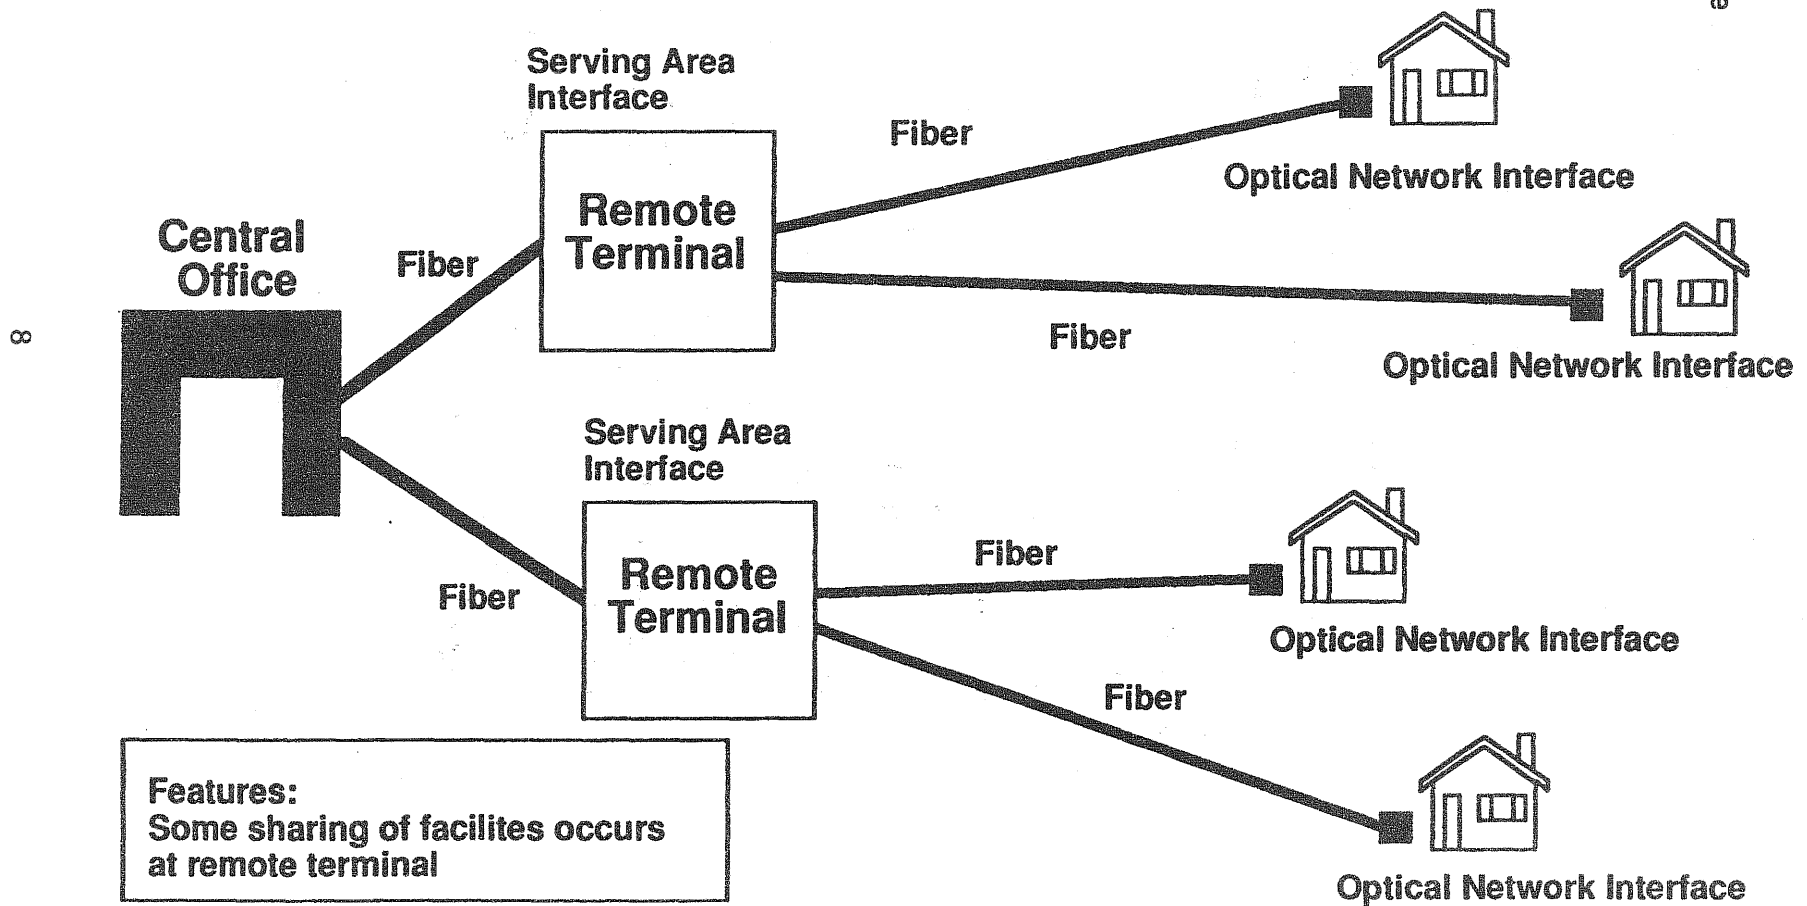 Serving Area
Interface
Fiber
Optical Network Interface
Remote
Terminal
Central
Office
Fiber
Fiber
Optical Network Interface
8
Serving Area
Interface
Fiber
Remote
Terminal
Fiber
Optical Network Interface
Fiber
Features:
Some sharing of facilites occurs
at remote terminal
Optical Network Interface